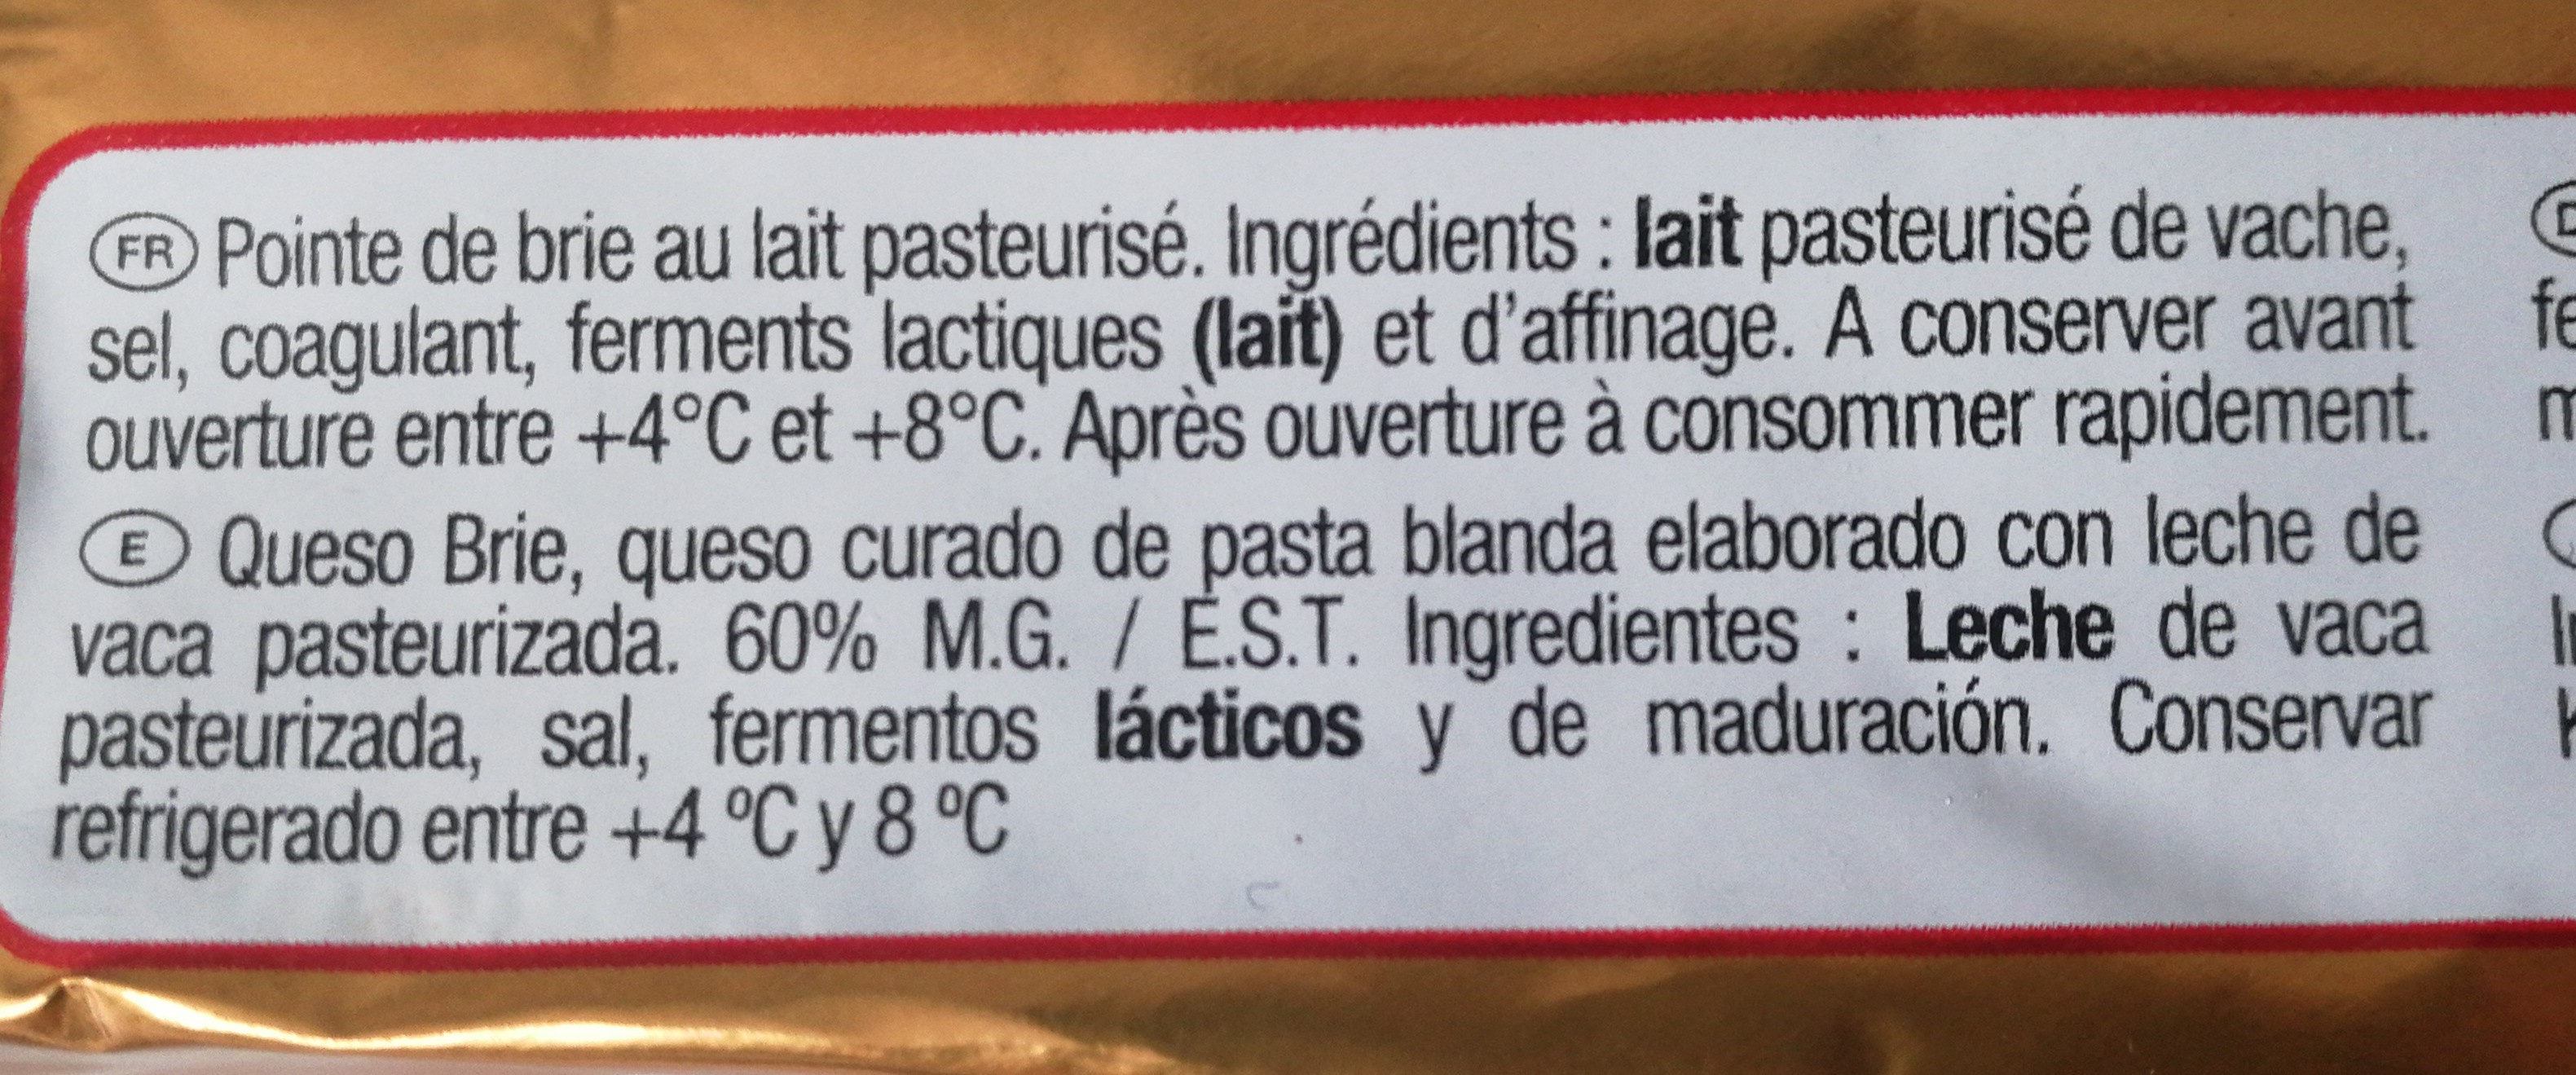 FR Pointe de brie au lait pasteurisé. Ingrédients : lait pasteurisé de vache,
sel, coagulant, ferments lactiques (lait) et d'affinage. A conserver avant
ouverture entre +4°C et +8°C. Après ouverture à consommer rapidement.
E Queso Brie, queso curado de pasta blanda elaborado con leche de
vaca pasteurizada. 60% M.G. / E.S.T. Ingredientes : Leche de vaca
pasteurizada, sal, fermentos lácticos y de maduración. Conservar
refrigerado entre +4 ºC y 8 ºC